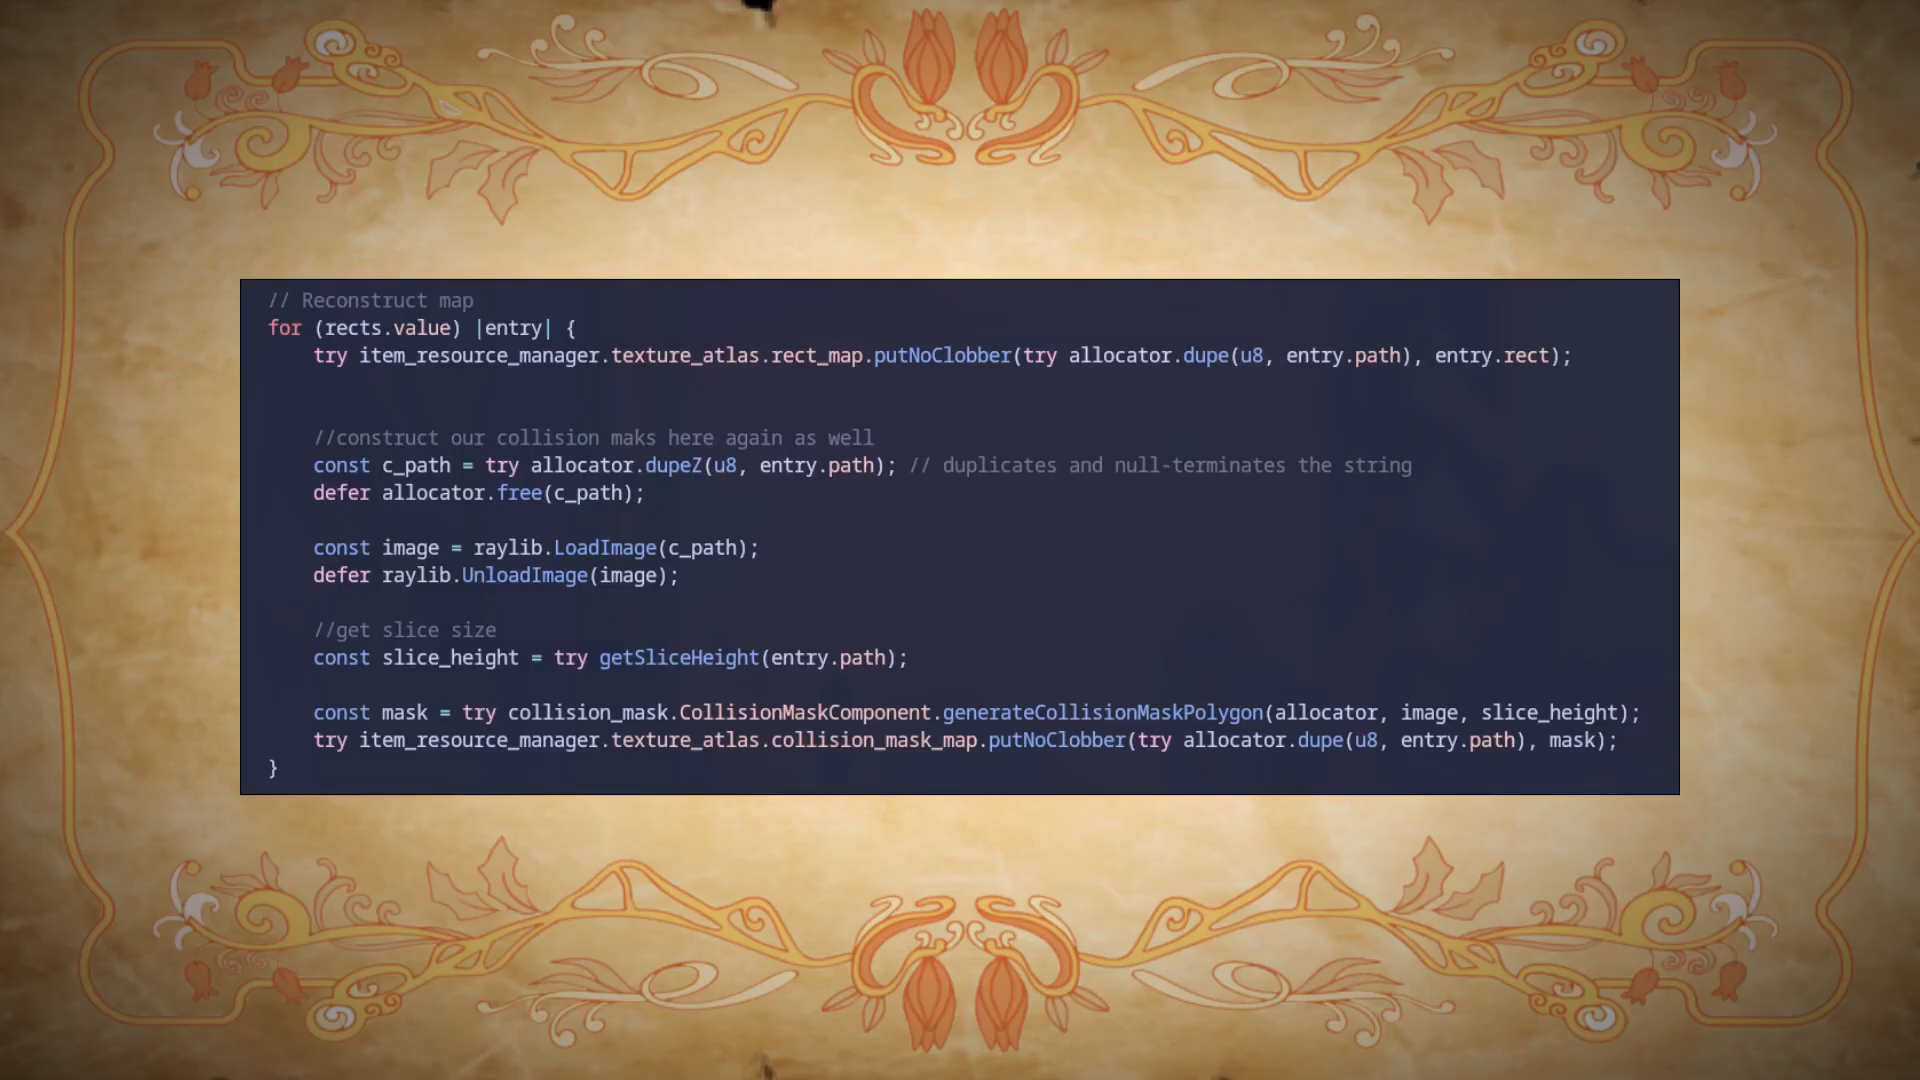 // Reconstruct map
for (rects.value) |entry| {
    try item_resource_manager.texture_atlas.rect_map.putNoClobber(try allocator.dupe(u8, entry.path), entry.rect);
    //construct our collision maks here again as well
    const c_path = try allocator.dupeZ(u8, entry.path); // duplicates and null-terminates the string
    defer allocator.free(c_path);
    const image = raylib.LoadImage(c_path);
    defer raylib.UnloadImage(image);
    //get slice size
    const slice_height = try getSliceHeight(entry.path);
    const mask = try collision_mask.CollisionMaskComponent.generateCollisionMaskPolygon(allocator, image, slice_height);
    try item_resource_manager.texture_atlas.collision_mask_map.putNoClobber(try allocator.dupe(u8, entry.path), mask);
}